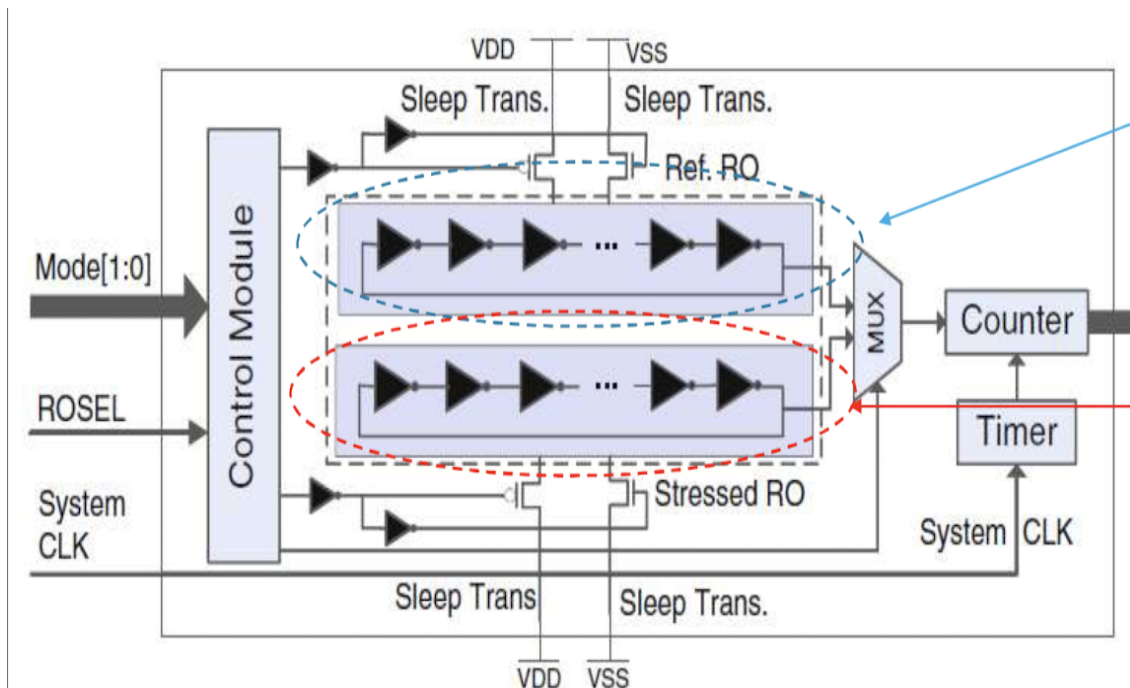 VDD
VSS
Sleep Trans.
Sleep Trans.
Ref. RO
Mode[1:0]
Control Module
...
MUX
Counter
ROSEL
...
Timer
Stressed RO
System
CLK
System CLK
Sleep Trans
Sleep Trans.
VDD
VSS